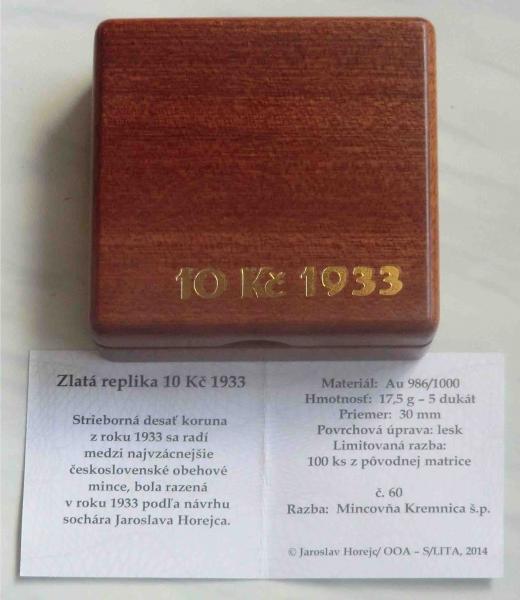 10 Kč 1933
Zlatá replika 10 Kč 1933
Strieborná desať koruna
z roku 1933 sa radí
medzi najvzácnejšie
československé obehové
mince, bola razená
v roku 1933 podľa návrhu
sochára Jaroslava Horejca.
Materiál: Au 986/1000
Hmotnosť: 17,5 g – 5 dukát
Priemer: 30 mm
Povrchová úprava: lesk
Limitovaná razba:
100 ks z pôvodnej matrice
č. 60
Razba: Mincovňa Kremnica š.p.
© Jaroslav Horejc/ OOA – S/LITA, 2014